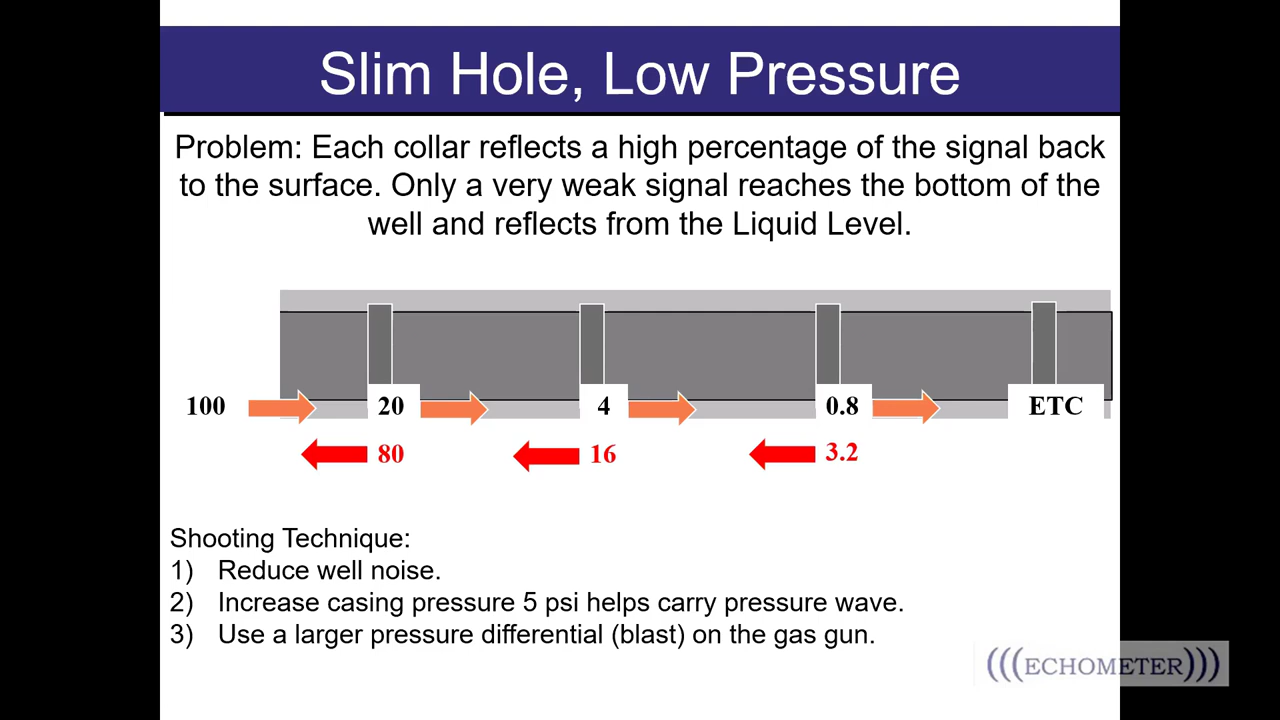 Slim Hole, Low Pressure
Problem: Each collar reflects a high percentage of the signal back
to the surface. Only a very weak signal reaches the bottom of the
well and reflects from the Liquid Level.
100 20 4 0.8 ETC
80 16 3.2
Shooting Technique:
1) Reduce well noise.
2) Increase casing pressure 5 psi helps carry pressure wave.
3) Use a larger pressure differential (blast) on the gas gun.
(((ECHOMETER)))